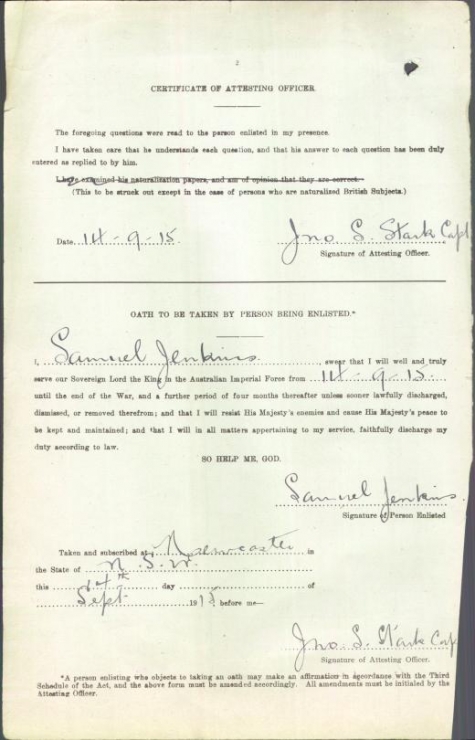 2
CERTIFICATE OF ATTESTING OFFICER
The foregoing questions were read to the person enlisted in my presence.
I have taken care that he understands each question, and that his answer to each question has been duly
entered as replied to by him.
I have examined his naturalization papers, and am of opinion that they are correct.
(This to be struck out except in the case of persons who are naturalized British Subjects.)
Date 14-9-15. Jno S. Stark Capt
Signature of Attesting Officer.
OATH TO BE TAKEN BY PERSON BEING ENLISTED.*
I, Samuel Jenkins, swear that I will well and truly
serve our Sovereign Lord the King in the Australian Imperial Force from 14-9-15
until the end of the War, and a further period of four months thereafter unless sooner lawfully discharged,
dismissed, or removed therefrom; and that I will resist His Majesty's enemies and cause His Majesty's peace to
be kept and maintained; and that I will in all matters appertaining to my service, faithfully discharge my
duty according to law.
SO HELP ME, GOD.
Samuel Jenkins
Signature of Person Enlisted
Taken and subscribed at Newcastle in
the State of N.S.W.
this 14th day of
Sept 1915 before me—
Jno S. Stark Cap
Signature of Attesting Officer.
*A person enlisting who objects to taking an oath may make an affirmation in accordance with the Third
Schedule of the Act, and the above form must be amended accordingly. All amendments must be initialed by the
Attesting Officer.